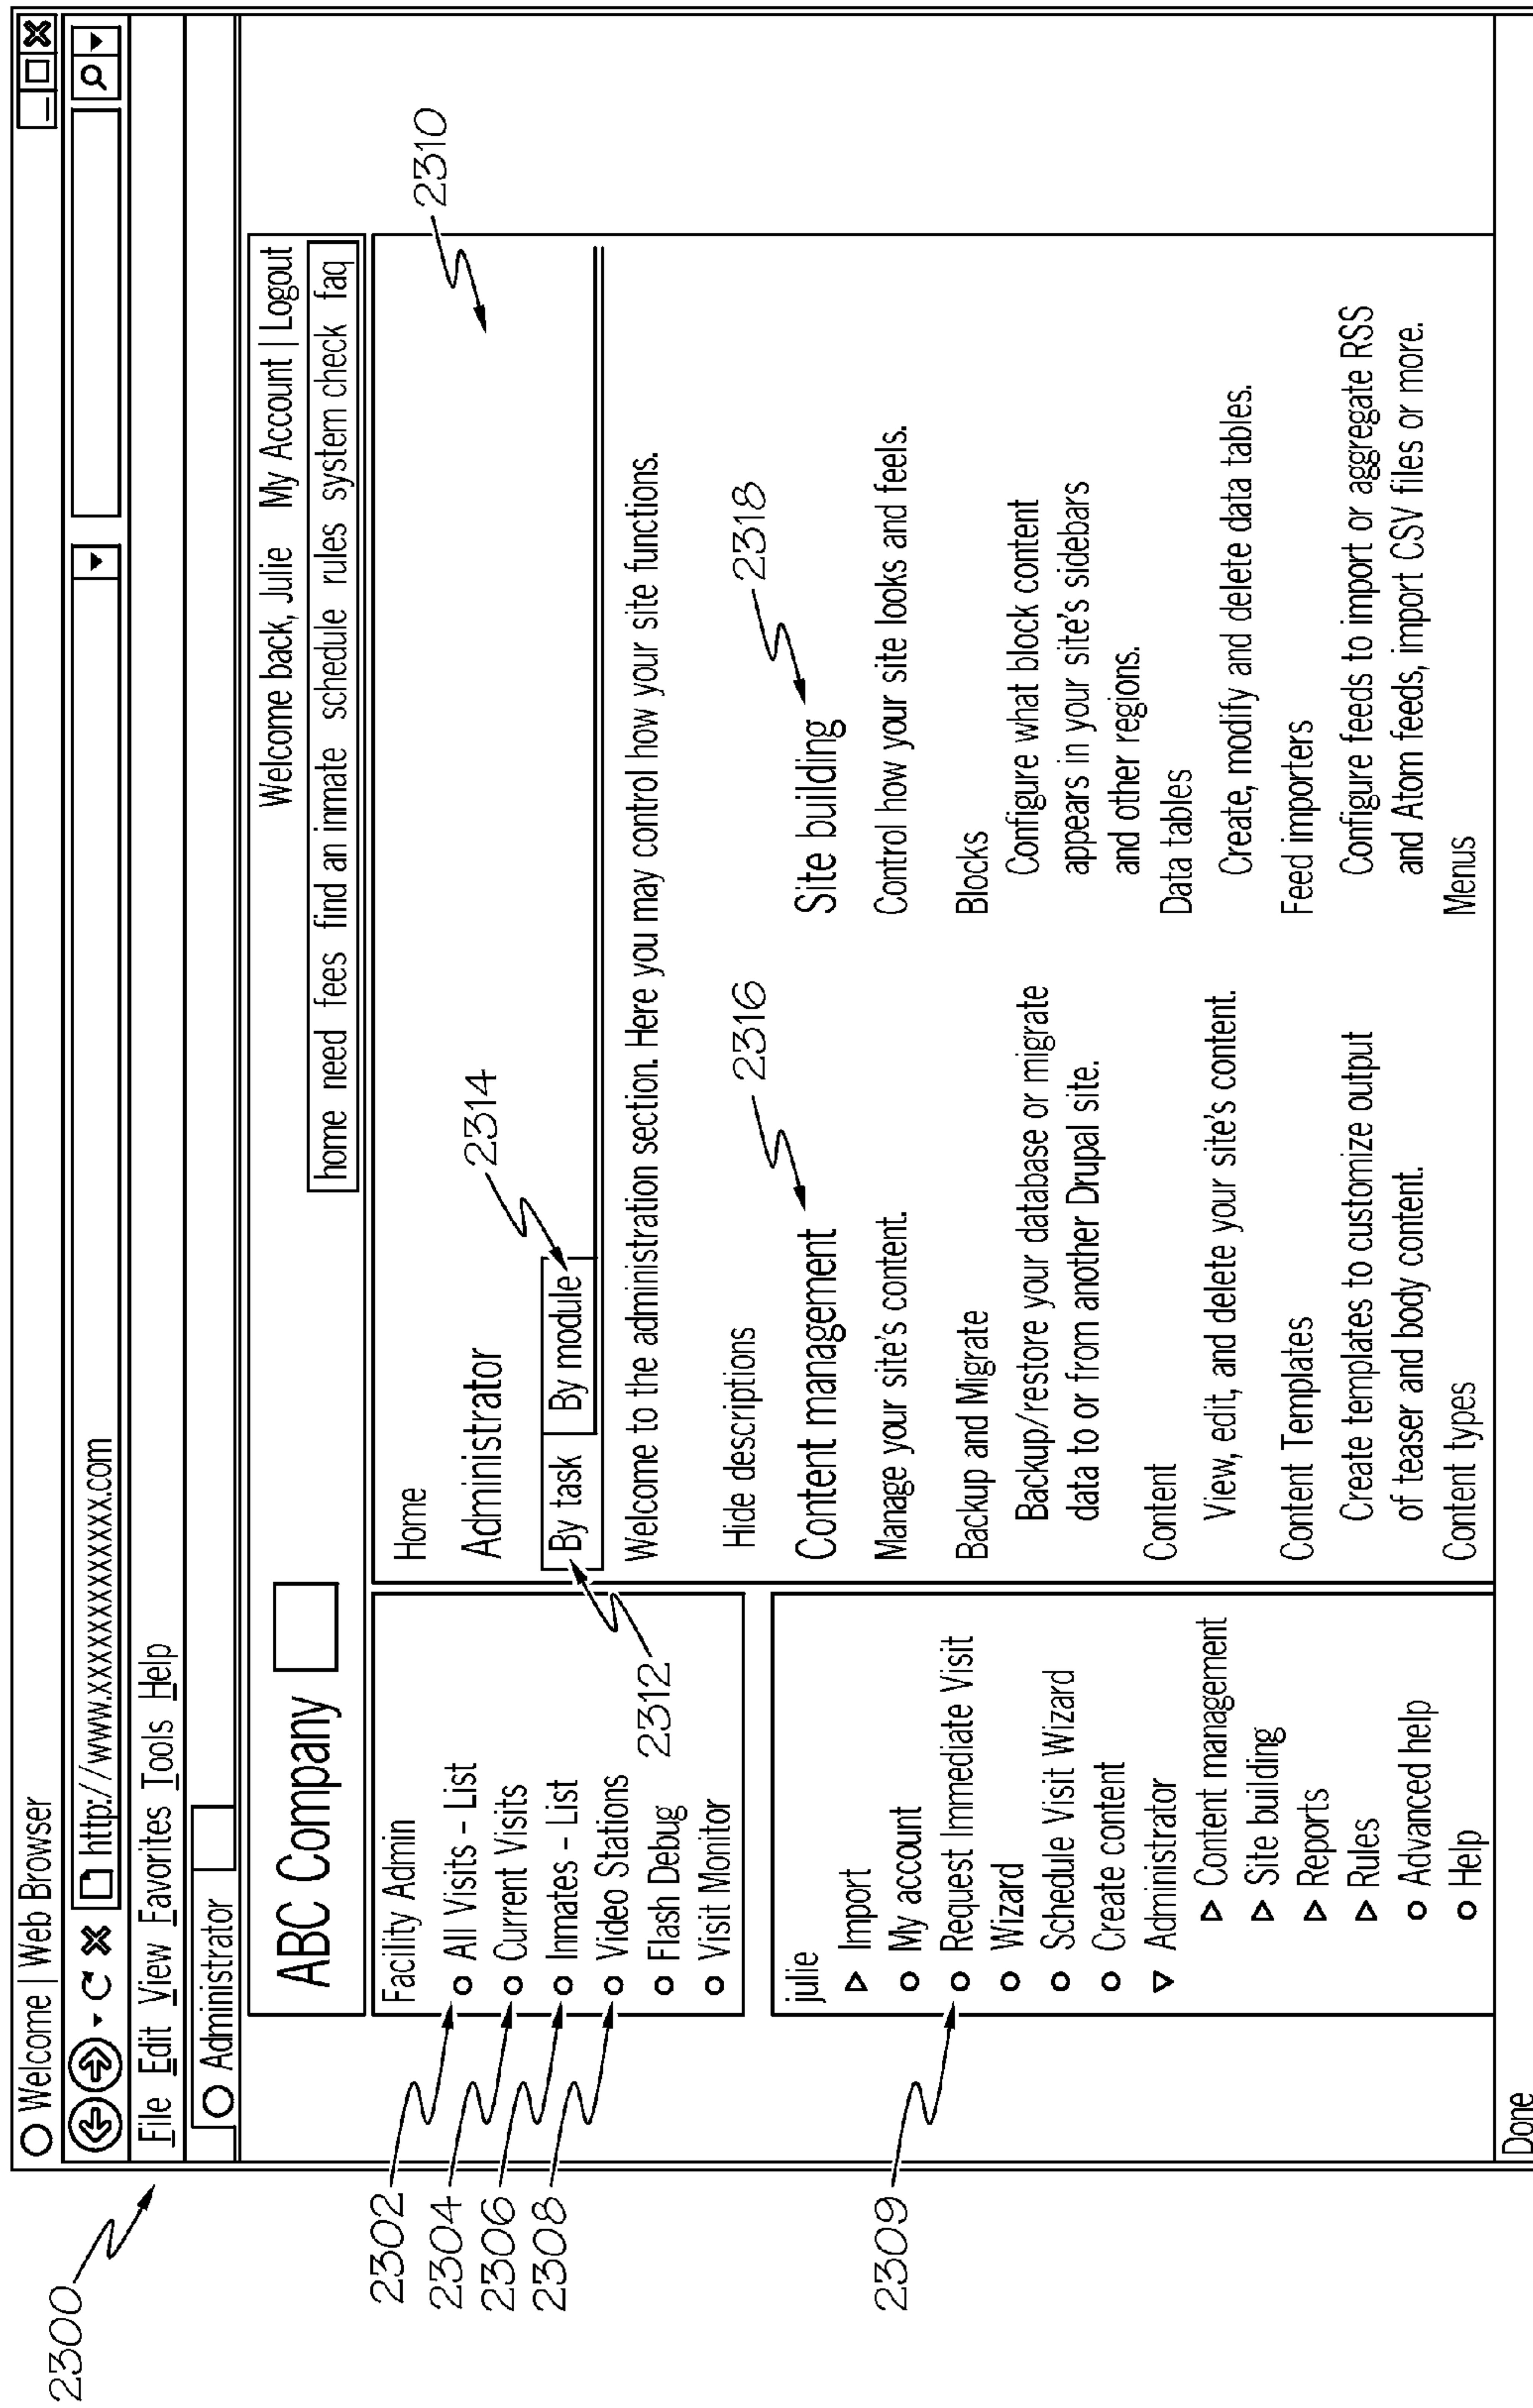 2300
Welcome | Web Browser
http://www.xxxxxxxxxxxxx.com
File Edit View Favorites Tools Help
Administrator
ABC Company
Welcome back, Julie My Account | Logout
home need fees find an inmate schedule rules system check faq
Facility Admin
2302
All Visits – List
2304
Current Visits
2306
Inmates – List
2308
Video Stations
Flash Debug
Visit Monitor
2309
julie
Import
My account
Request Immediate Visit
Wizard
Schedule Visit Wizard
Create content
Administrator
Content management
Site building
Reports
Rules
Advanced help
Help
Home
2310
Administrator
2314
By task By module
2312
Welcome to the administration section. Here you may control how your site functions.
Hide descriptions
2316
Content management
Manage your site's content.
Backup and Migrate
Backup/restore your database or migrate
data to or from another Drupal site.
Content
View, edit, and delete your site's content.
Content Templates
Create templates to customize output
of teaser and body content.
Content types
2318
Site building
Control how your site looks and feels.
Blocks
Configure what block content
appears in your site's sidebars
and other regions.
Data tables
Create, modify and delete data tables.
Feed importers
Configure feeds to import or aggregate RSS
and Atom feeds, import CSV files or more.
Menus
Done